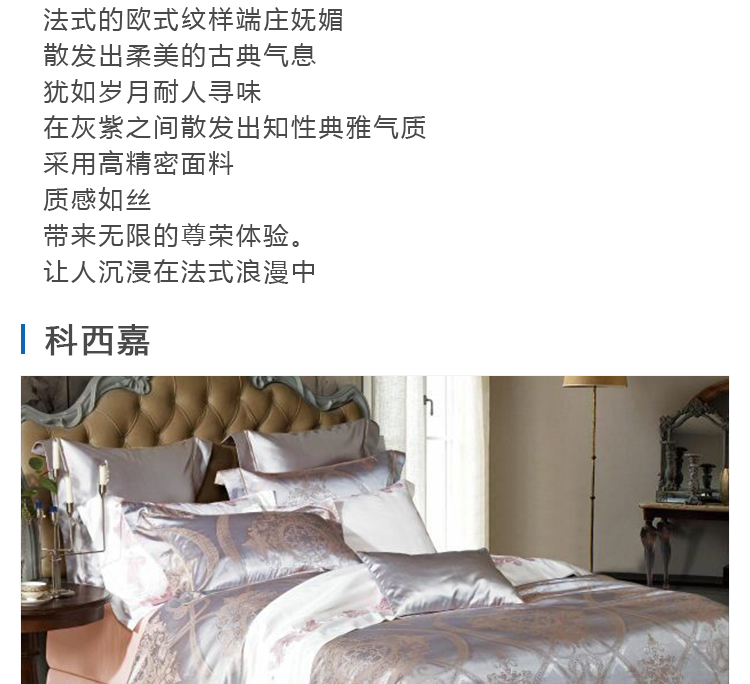 法式的欧式纹样端庄妩媚
散发出柔美的古典气息
犹如岁月耐人寻味
在灰紫之间散发出知性典雅气质
采用高精密面料
质感如丝
带来无限的尊荣体验。
让人沉浸在法式浪漫中
科西嘉